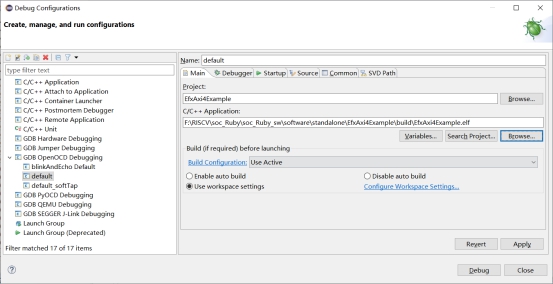 Debug Configurations
Create, manage, and run configurations
type filter text
C/C++ Application
C/C++ Attach to Application
C/C++ Container Launcher
C/C++ Postmortem Debugger
C/C++ Remote Application
C/C++ Unit
GDB Hardware Debugging
GDB Jumper Debugging
GDB OpenOCD Debugging
blinkAndEcho Default
default
default_softTap
GDB PyOCD Debugging
GDB QEMU Debugging
GDB SEGGER J-Link Debugging
Launch Group
Launch Group (Deprecated)
Filter matched 17 of 17 items
Name: default
Main Debugger Startup Source Common SVD Path
Project:
EfxAxi4Example Browse...
C/C++ Application:
F:\RISCV\soc_Ruby\soc_Ruby_sw\software\standalone\EfxAxi4Example\build\EfxAxi4Example.elf
Variables... Search Project... Browse...
Build (if required) before launching
Build Configuration: Use Active
Enable auto build Disable auto build
Use workspace settings Configure Workspace Settings...
Revert Apply
? Debug Close